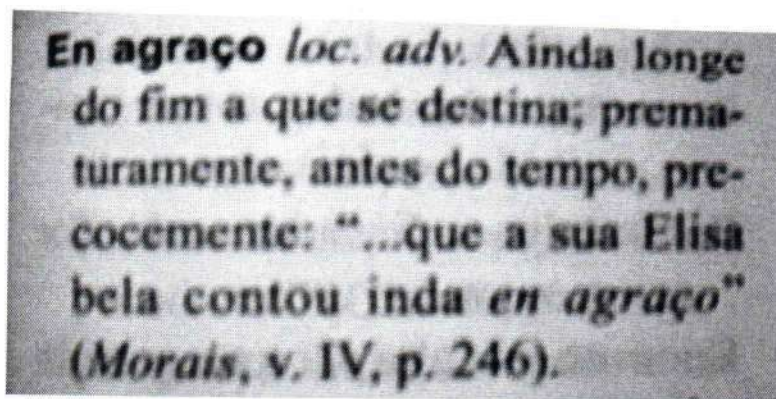 En agraço loc. adv. Ainda longe
do fim a que se destina; prema-
turamente, antes do tempo, pre-
cocemente: “...que a sua Elisa
bela contou inda en agraço”
(Morais, v. IV, p. 246).